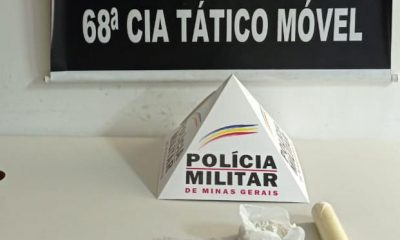 68ª CIA TÁTICO MÓVEL
POLÍCIA
MILITAR
DE MINAS GERAIS